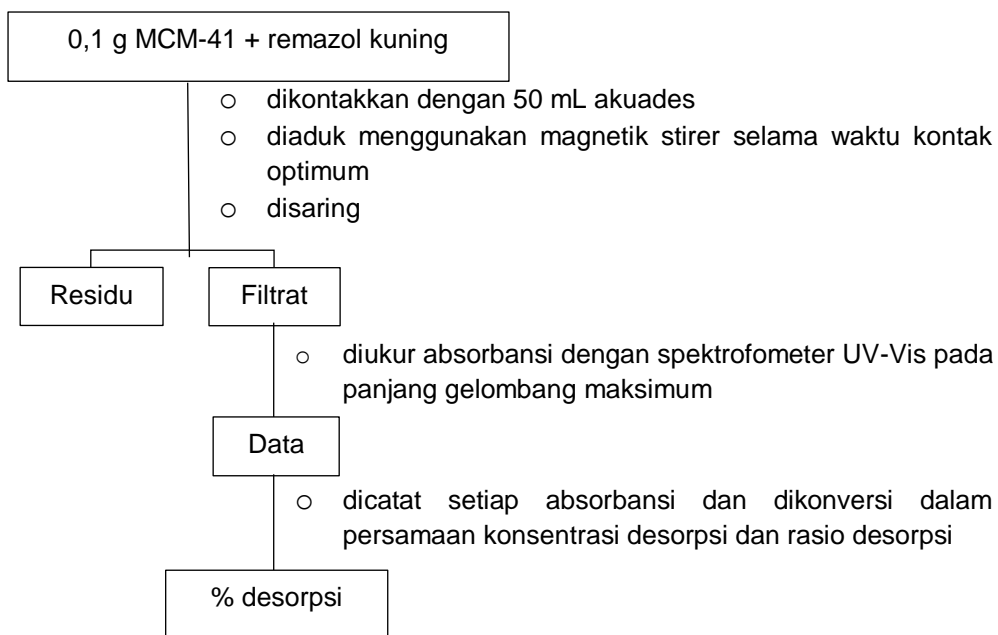 0,1 g MCM-41 + remazol kuning
o dikontakkan dengan 50 mL akuades
o diaduk menggunakan magnetik stirer selama waktu kontak
optimum
o disaring
Residu
Filtrat
o diukur absorbansi dengan spektrofometer UV-Vis pada
panjang gelombang maksimum
Data
o dicatat setiap absorbansi dan dikonversi dalam
persamaan konsentrasi desorpsi dan rasio desorpsi
% desorpsi